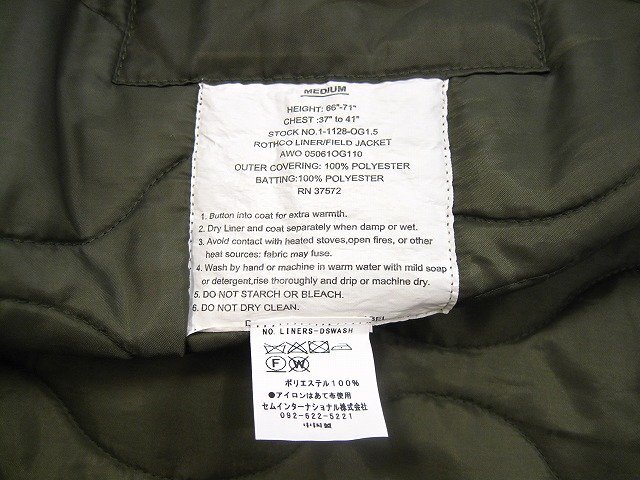 MEDIUM
HEIGHT: 66"-71"
CHEST :37" to 41"
STOCK NO.1-1128-OG1.5
ROTHCO LINER/FIELD JACKET
AWO 05061OG110
OUTER COVERING: 100% POLYESTER
BATTING:100% POLYESTER
RN 37572
1. Button into coat for extra warmth.
2. Dry Liner and coat separately when damp or wet.
3. Avoid contact with heated stoves,open fires, or other
heat sources: fabric may fuse.
4. Wash by hand or machine in warm water with mild soap
or detergent,rise thoroughly and drip or machine dry.
5. DO NOT STARCH OR BLEACH.
6. DO NOT DRY CLEAN.
NO. LINERS-DSWASH
F W
ポリエステル100%
●アイロンはあて布使用
セムインターナショナル株式会社
092-622-5221